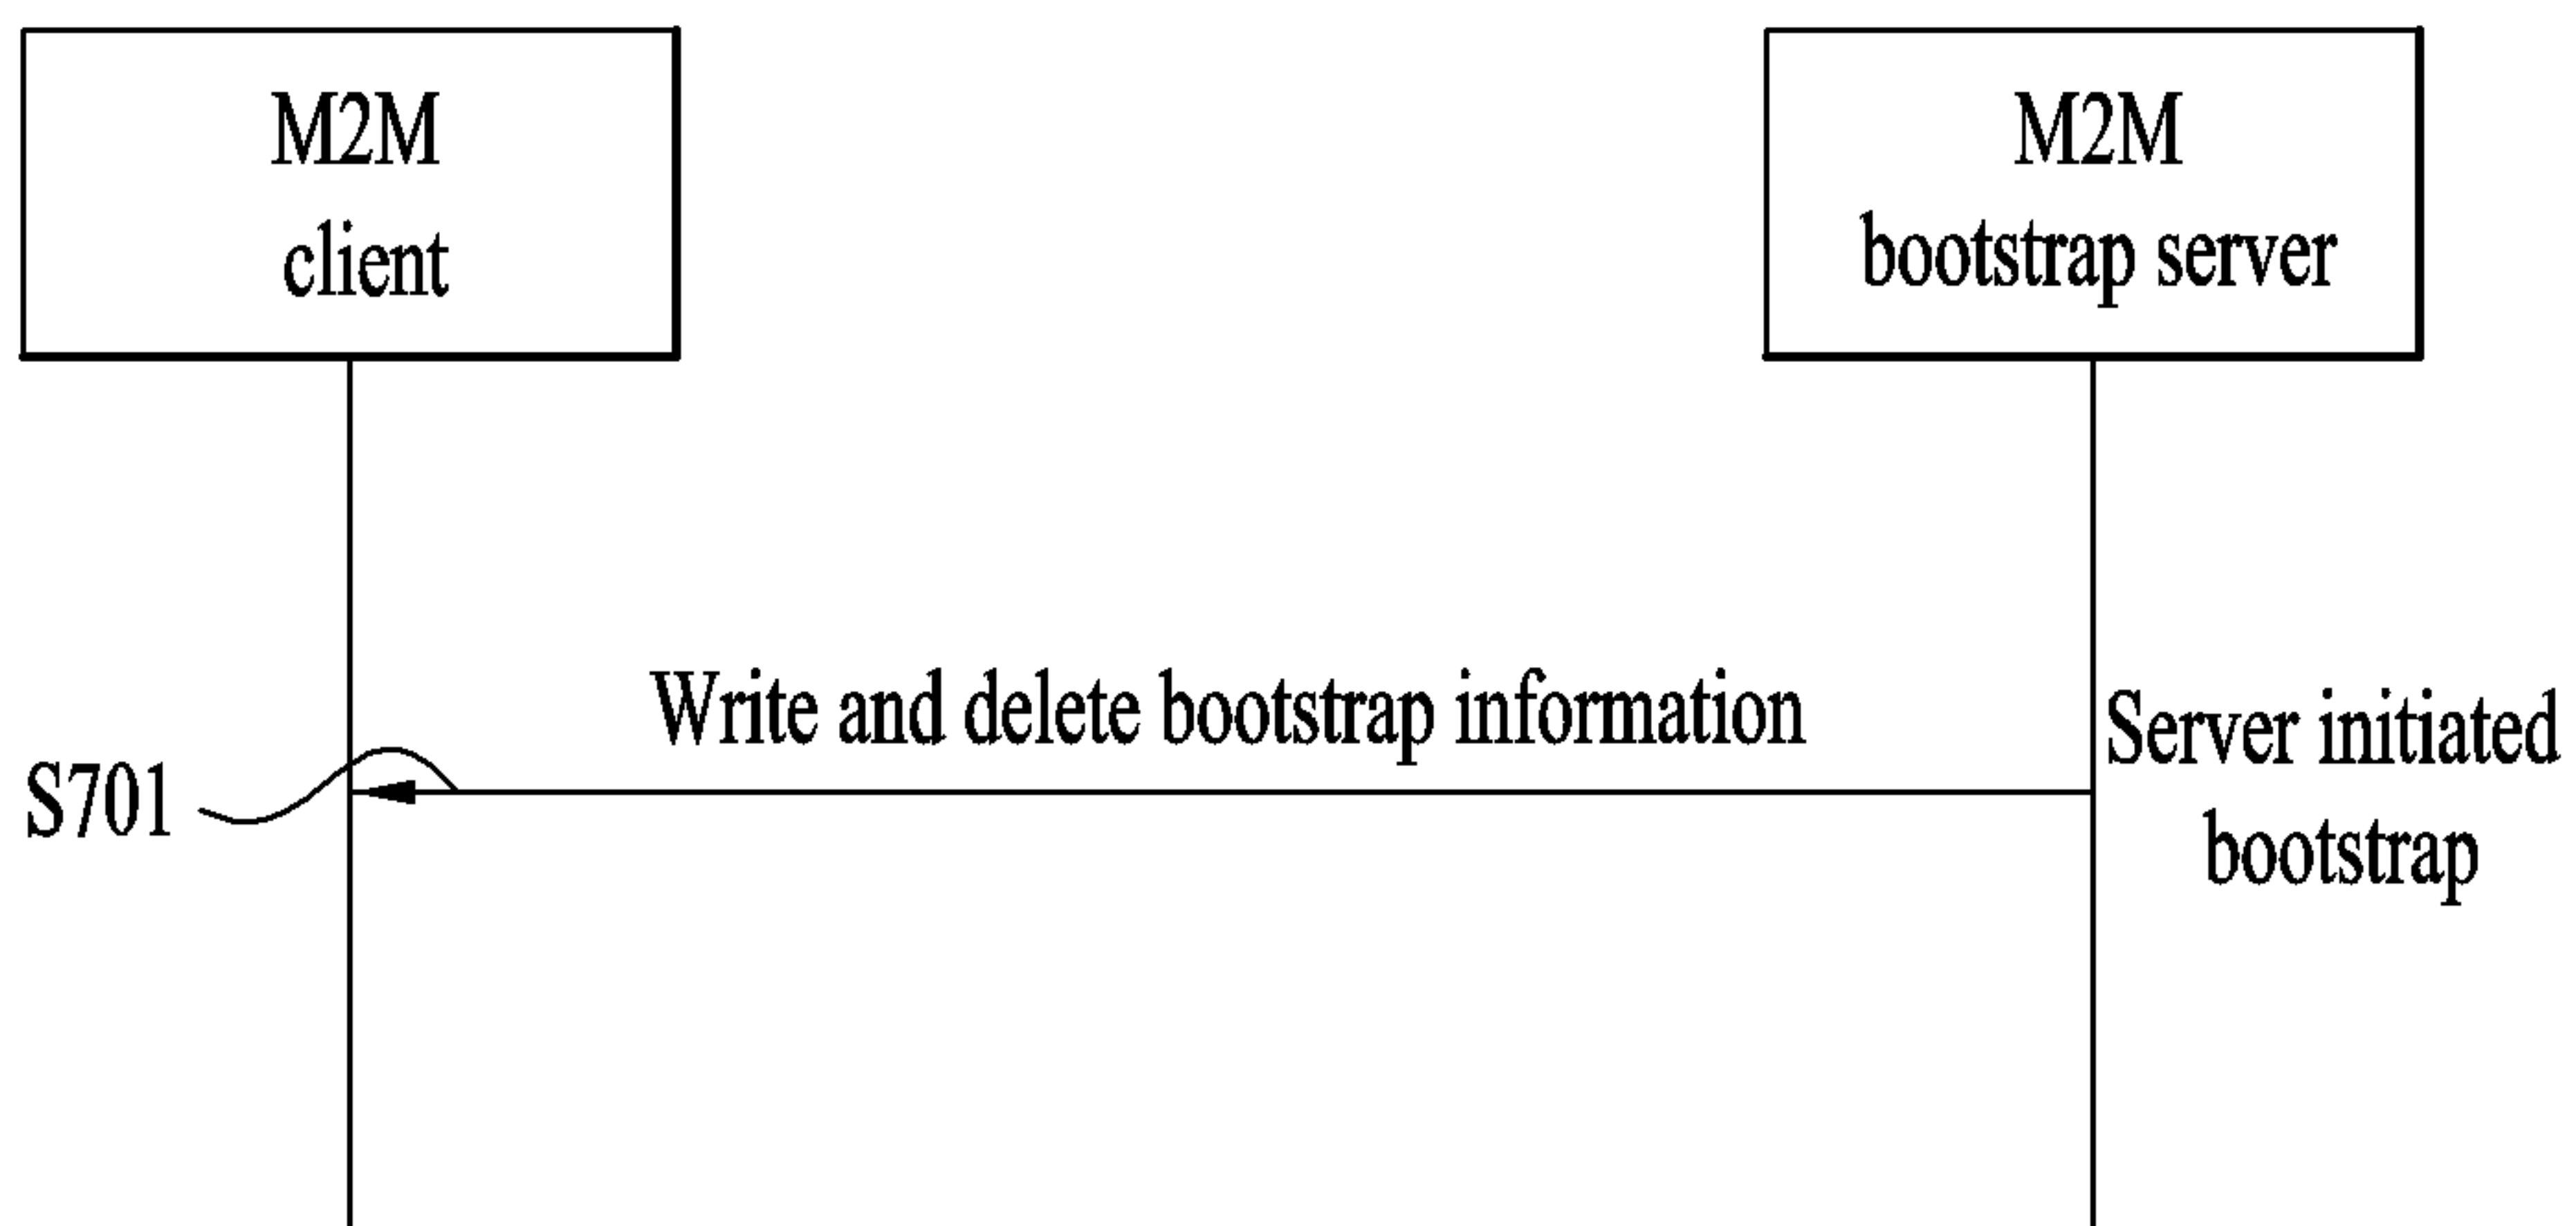 M2M
client
M2M
bootstrap server
Write and delete bootstrap information
Server initiated
bootstrap
S701